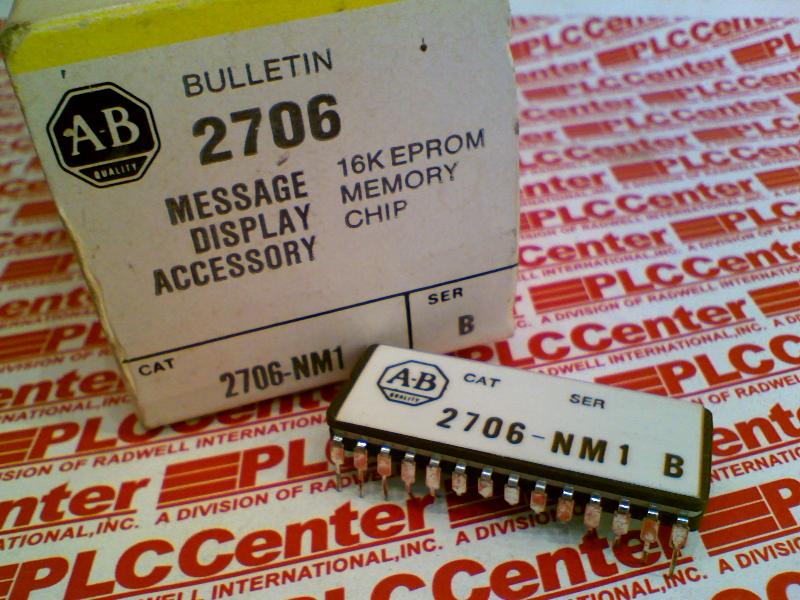 BULLETIN
2706
A-B
QUALITY
MESSAGE
DISPLAY
ACCESSORY
16K EPROM
MEMORY
CHIP
CAT
2706-NM1
SER
B
A-B
QUALITY
CAT
SER
2706-NM1 B
PLCCenter
A DIVISION OF RADWELL INTERNATIONAL, INC.